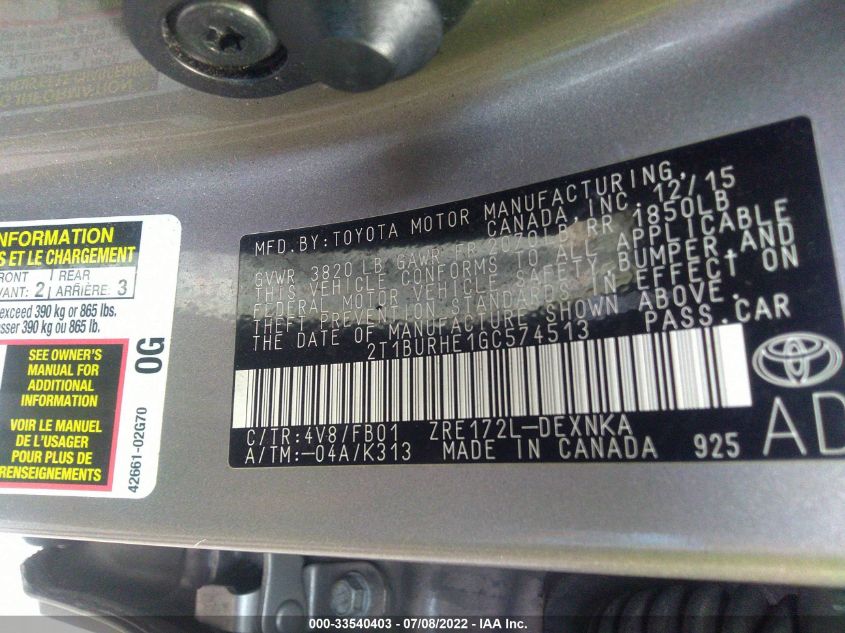 MFD. BY: TOYOTA MOTOR MANUFACTURING,
CANADA, INC. 12/15
GVWR 3820 LB GAWR FR 2070LB RR 1850LB
THIS VEHICLE CONFORMS TO ALL APPLICABLE
FEDERAL MOTOR VEHICLE SAFETY, BUMPER, AND
THEFT PREVENTION STANDARDS IN EFFECT ON
THE DATE OF MANUFACTURE SHOWN ABOVE.
2T1BURHE1GC574513 PASS.CAR
C/TR:4V8/FB01 ZRE172L-DEXNKA
A/TM:-04A/K313 MADE IN CANADA 925
AD
INFORMATION
ET LE CHARGEMENT
2 REAR
ARRIÈRE: 3
exceed 390 kg or 865 lbs.
390 kg ou 865 lb.
SEE OWNER'S
MANUAL FOR
ADDITIONAL
INFORMATION
VOIR LE MANUEL
DE L'USAGER
POUR PLUS DE
RENSEIGNEMENTS
0G
42661-02G70
000-33540403 - 07/08/2022 - IAA Inc.